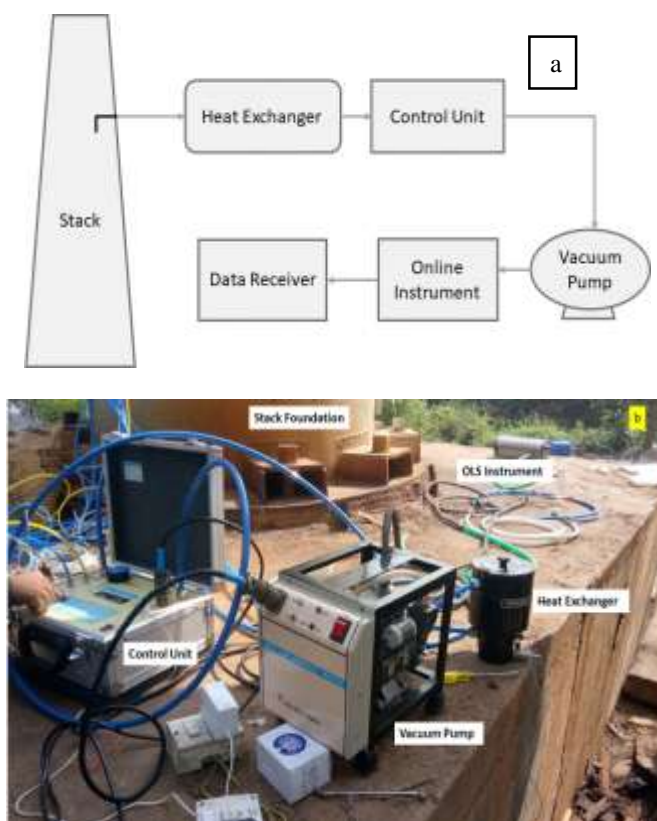 a
Heat Exchanger
Control Unit
Stack
Vacuum
Pump
Data Receiver
Online
Instrument
Stack Foundation
b
OLS Instrument
Heat Exchanger
Control Unit
Vacuum Pump